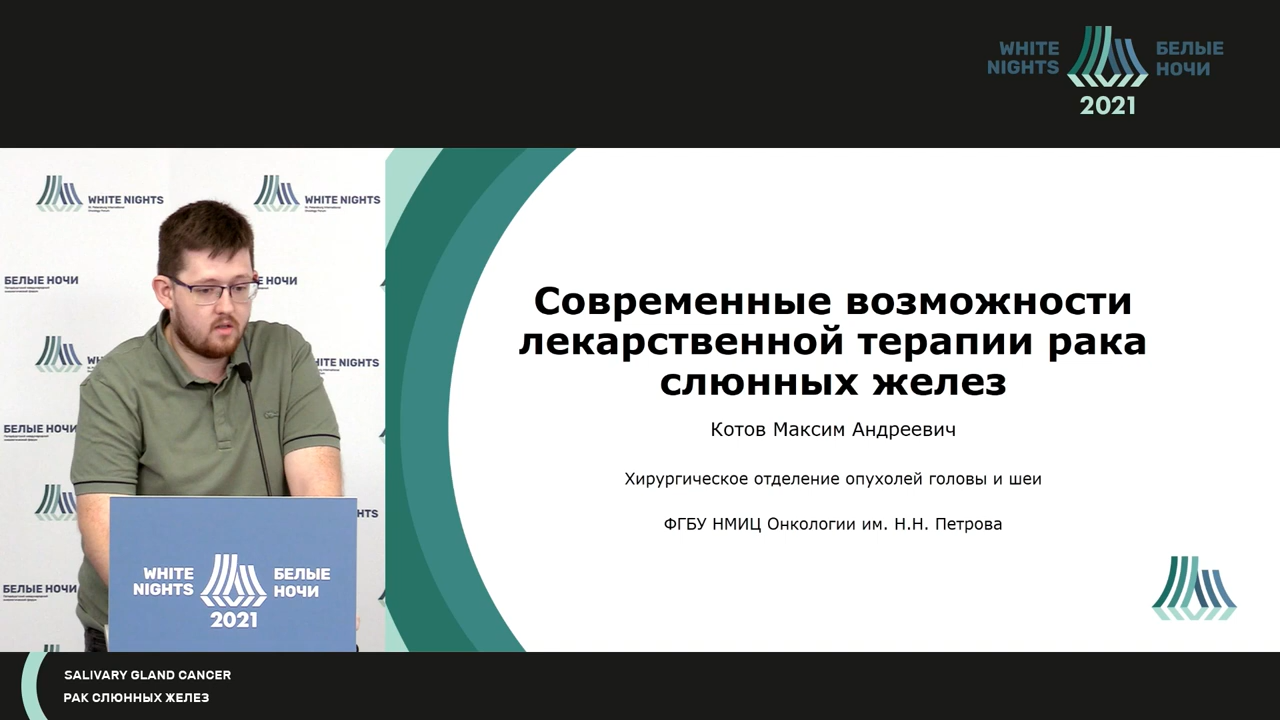 WHITE
NIGHTS
БЕЛЫЕ
НОЧИ
2021
WHITE NIGHTS
WHITE NIGHTS
БЕЛЫЕ НОЧИ
НОЧИ
NIGHTS
БЕЛЫЕ НОЧИ
БЕЛЫЕ НОЧИ
WHITE
NIGHTS
БЕЛЫЕ
НОЧИ
2021
Современные возможности
лекарственной терапии рака
слюнных желез
Котов Максим Андреевич
Хирургическое отделение опухолей головы и шеи
ФГБУ НМИЦ Онкологии им. Н.Н. Петрова
SALIVARY GLAND CANCER
РАК СЛЮННЫХ ЖЕЛЕЗ